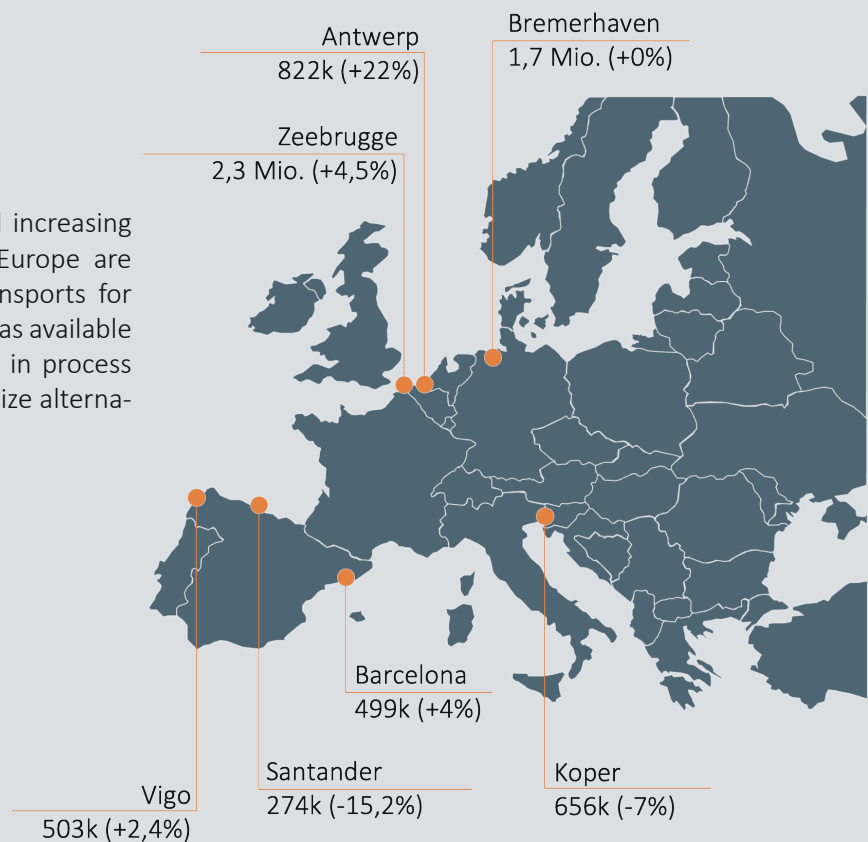 Bremerhaven
1,7 Mio. (+0%)
Antwerp
822k (+22%)
Zeebrugge
2,3 Mio. (+4,5%)
increasing
Europe are
nsports for
as available
in process
ize alterna-
Barcelona
499k (+4%)
Santander
274k (-15,2%)
Koper
656k (-7%)
Vigo
503k (+2,4%)